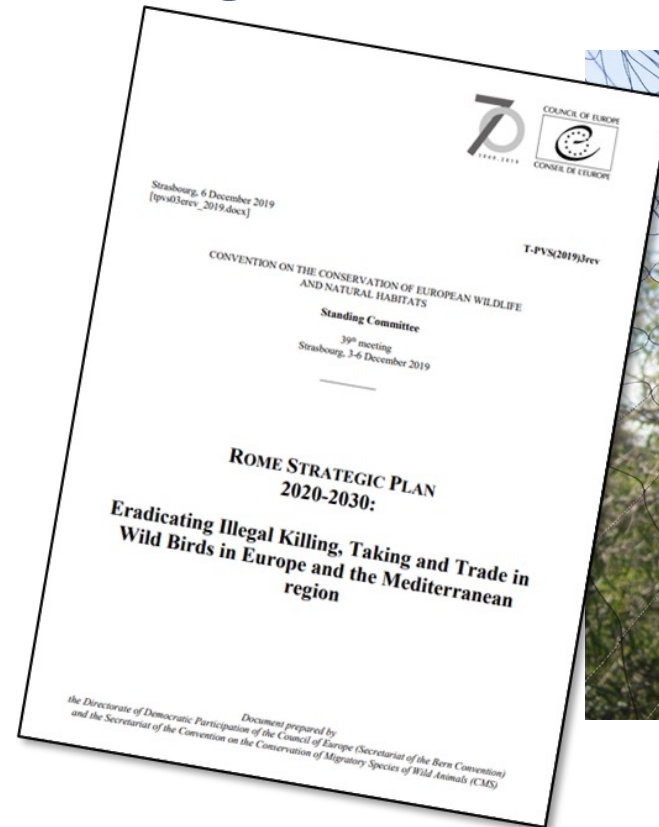 70
1949-2019
COUNCIL OF EUROPE
CONSEIL DE L'EUROPE
Strasbourg, 6 December 2019
[tpvs03erev_2019.docx]
T-PVS(2019)3rev
CONVENTION ON THE CONSERVATION OF EUROPEAN WILDLIFE
AND NATURAL HABITATS
Standing Committee
39th meeting
Strasbourg, 3-6 December 2019
ROME STRATEGIC PLAN
2020-2030:
Eradicating Illegal Killing, Taking and Trade in
Wild Birds in Europe and the Mediterranean
region
Document prepared by
the Directorate of Democratic Participation of the Council of Europe (Secretariat of the Bern Convention)
and the Secretariat of the Convention on the Conservation of Migratory Species of Wild Animals (CMS)